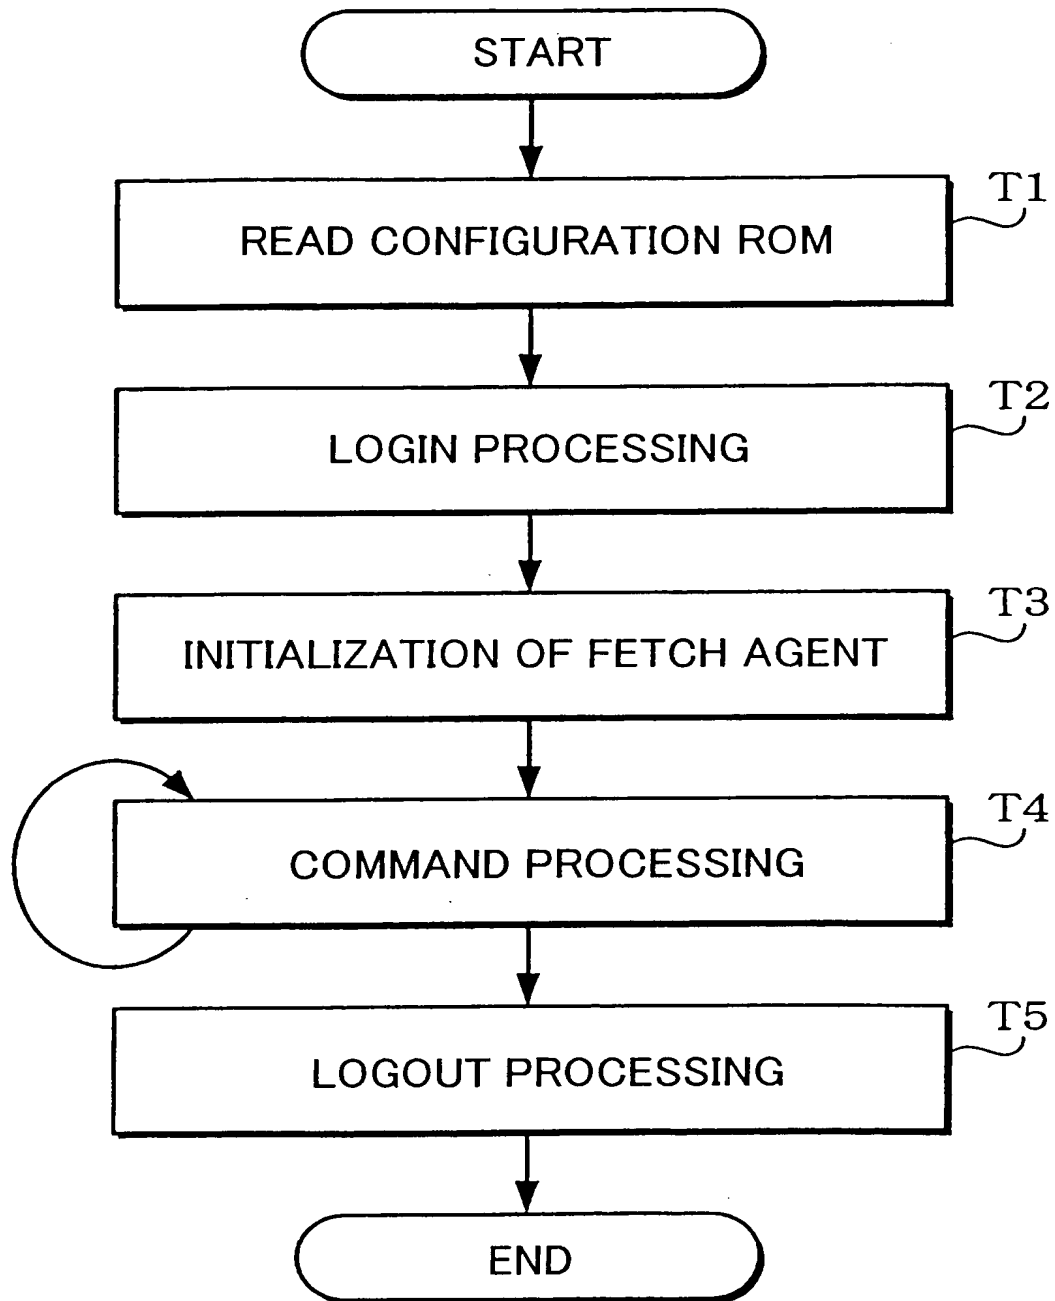 START
T1
READ CONFIGURATION ROM
T2
LOGIN PROCESSING
T3
INITIALIZATION OF FETCH AGENT
T4
COMMAND PROCESSING
T5
LOGOUT PROCESSING
END